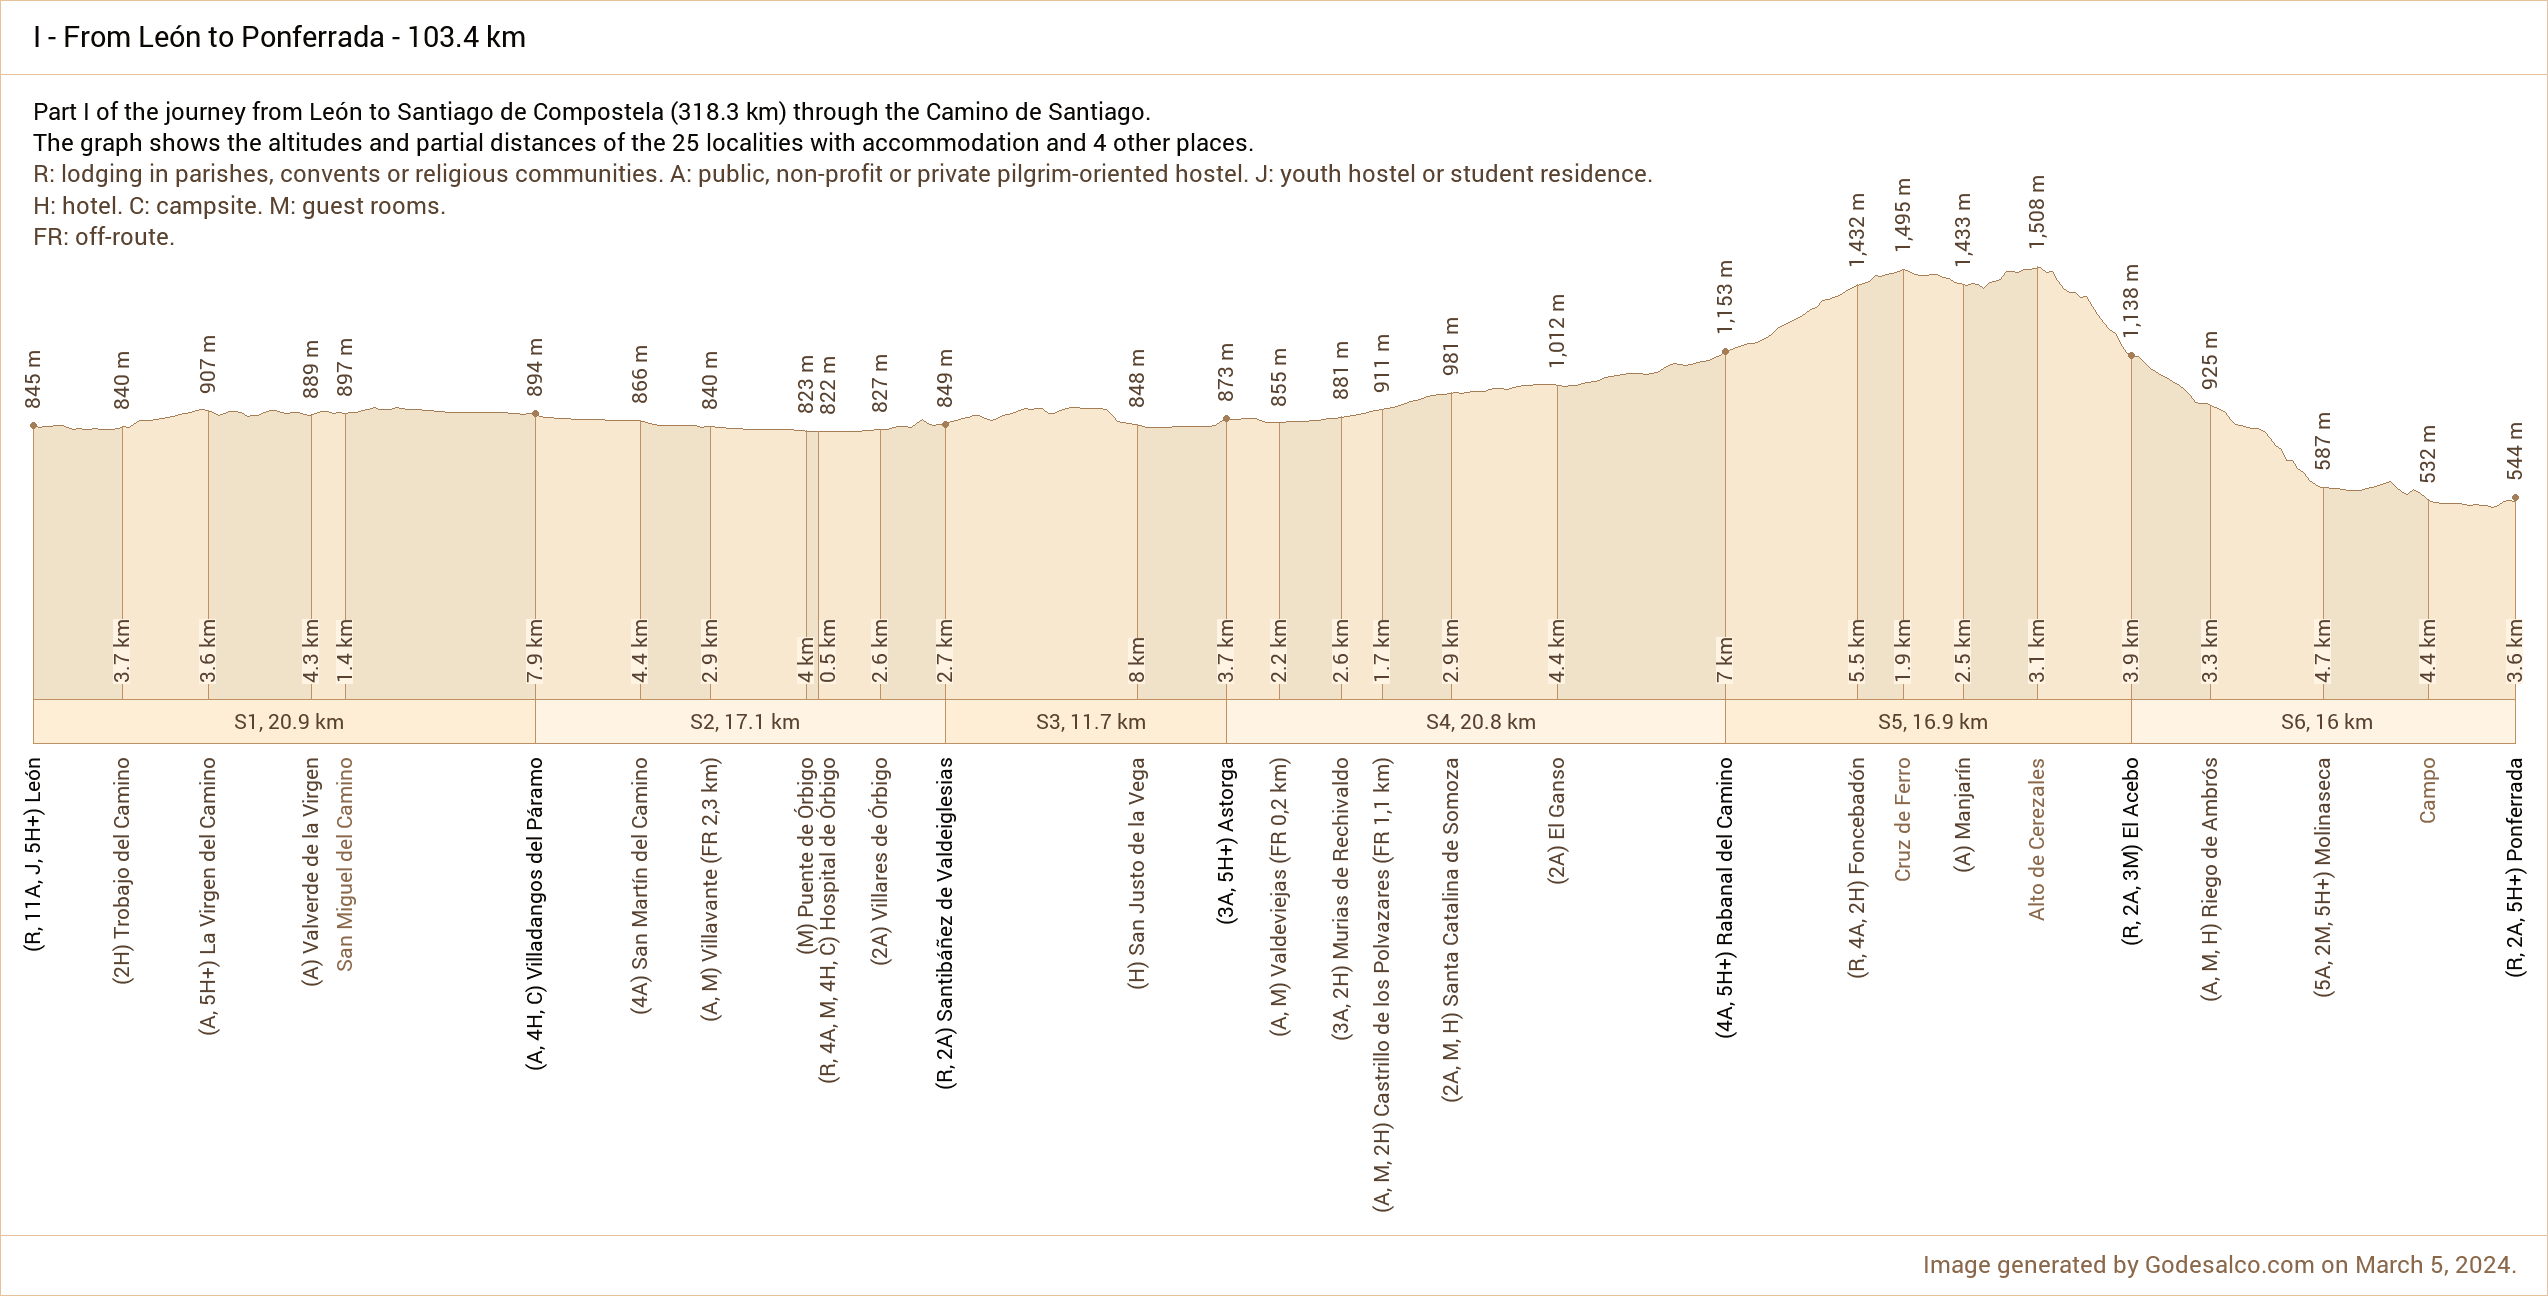 I - From León to Ponferrada - 103.4 km
Part I of the journey from León to Santiago de Compostela (318.3 km) through the Camino de Santiago.
The graph shows the altitudes and partial distances of the 25 localities with accommodation and 4 other places.
R: lodging in parishes, convents or religious communities. A: public, non-profit or private pilgrim-oriented hostel. J: youth hostel or student residence.
H: hotel. C: campsite. M: guest rooms.
FR: off-route.
845 m
840 m
907 m
889 m
897 m
894 m
866 m
840 m
823 m
822 m
827 m
849 m
848 m
873 m
855 m
881 m
911 m
981 m
1,012 m
1,153 m
1,432 m
1,495 m
1,433 m
1,508 m
1,138 m
925 m
587 m
532 m
544 m
3.7 km
3.6 km
4.3 km
1.4 km
7.9 km
4.4 km
2.9 km
4 km
0.5 km
2.6 km
2.7 km
8 km
3.7 km
2.2 km
2.6 km
1.7 km
2.9 km
4.4 km
7 km
5.5 km
1.9 km
2.5 km
3.1 km
3.9 km
3.3 km
4.7 km
4.4 km
3.6 km
S1, 20.9 km
S2, 17.1 km
S3, 11.7 km
S4, 20.8 km
S5, 16.9 km
S6, 16 km
(R, 11A, J, 5H+) León
(2H) Trobajo del Camino
(A, 5H+) La Virgen del Camino
(A) Valverde de la Virgen
San Miguel del Camino
(A, 4H, C) Villadangos del Páramo
(4A) San Martín del Camino
(A, M) Villavante (FR 2,3 km)
(M) Puente de Órbigo
(R, 4A, M, 4H, C) Hospital de Órbigo
(2A) Villares de Órbigo
(R, 2A) Santibáñez de Valdeiglesias
(H) San Justo de la Vega
(3A, 5H+) Astorga
(A, M) Valdeviejas (FR 0,2 km)
(3A, 2H) Murias de Rechivaldo
(A, M, 2H) Castrillo de los Polvazares (FR 1,1 km)
(2A, M, H) Santa Catalina de Somoza
(2A) El Ganso
(4A, 5H+) Rabanal del Camino
(R, 4A, 2H) Foncebadón
Cruz de Ferro
(A) Manjarín
Alto de Cerezales
(R, 2A, 3M) El Acebo
(A, M, H) Riego de Ambrós
(5A, 2M, 5H+) Molinaseca
Campo
(R, 2A, 5H+) Ponferrada
Image generated by Godesalco.com on March 5, 2024.